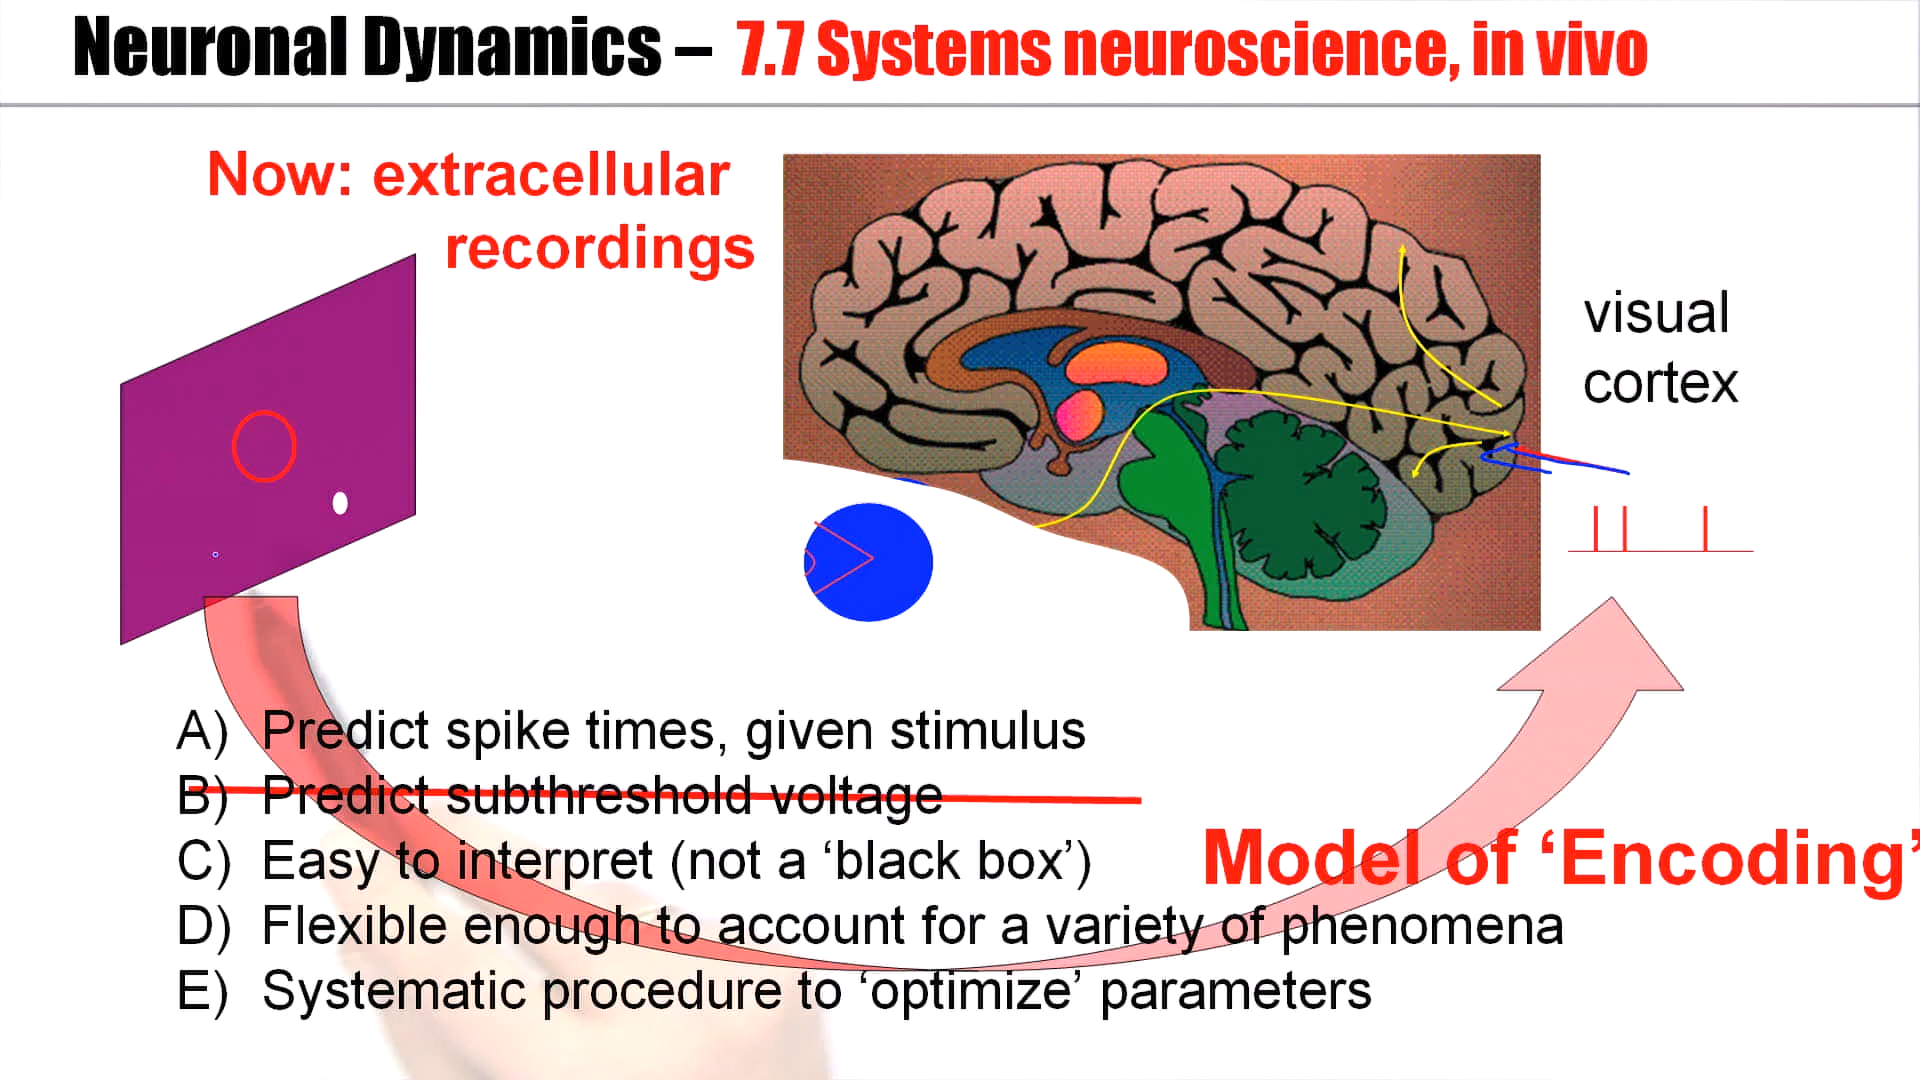 Neuronal Dynamics – 7.7 Systems neuroscience, in vivo
Now: extracellular
recordings
visual
cortex
A) Predict spike times, given stimulus
B) Predict subthreshold voltage
C) Easy to interpret (not a ‘black box’)
Model of ‘Encoding’
D) Flexible enough to account for a variety of phenomena
E) Systematic procedure to ‘optimize’ parameters